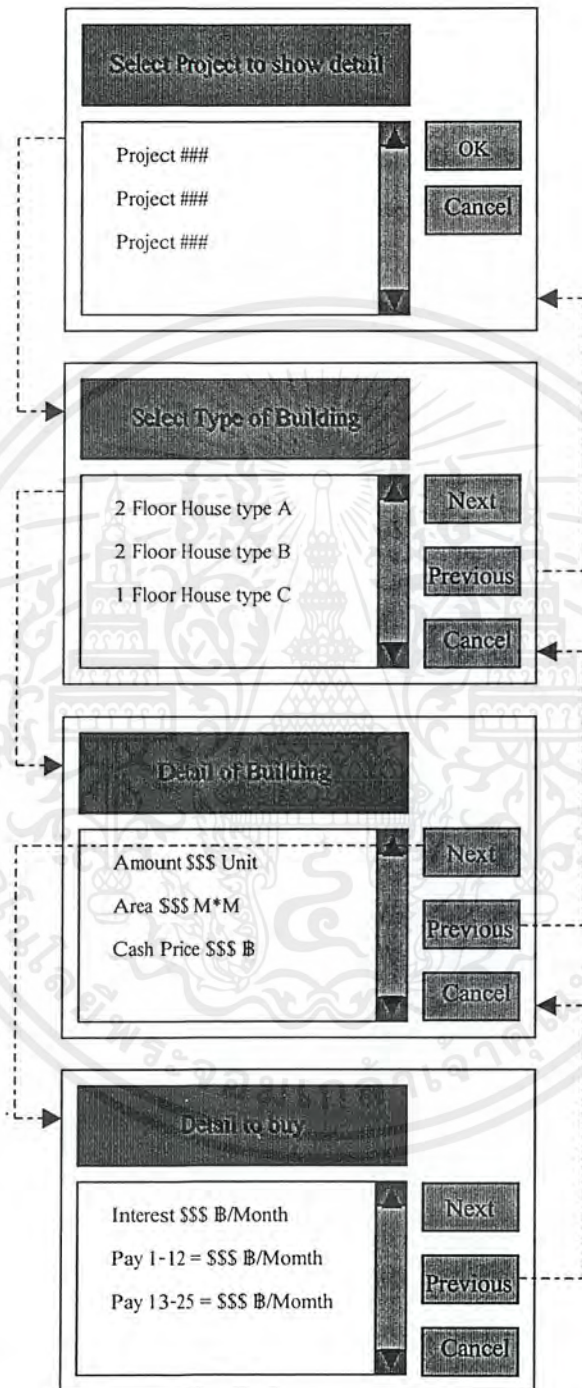 Select Project to show detail
Project ###
Project ###
Project ###
OK
Cancel
Select Type of Building
2 Floor House type A
2 Floor House type B
1 Floor House type C
Next
Previous
Cancel
Detail of Building
Amount $$$ Unit
Area $$$ M*M
Cash Price $$$ ฿
Next
Previous
Cancel
Detail to buy
Interest $$$ ฿/Month
Pay 1-12 = $$$ ฿/Momth
Pay 13-25 = $$$ ฿/Momth
Next
Previous
Cancel